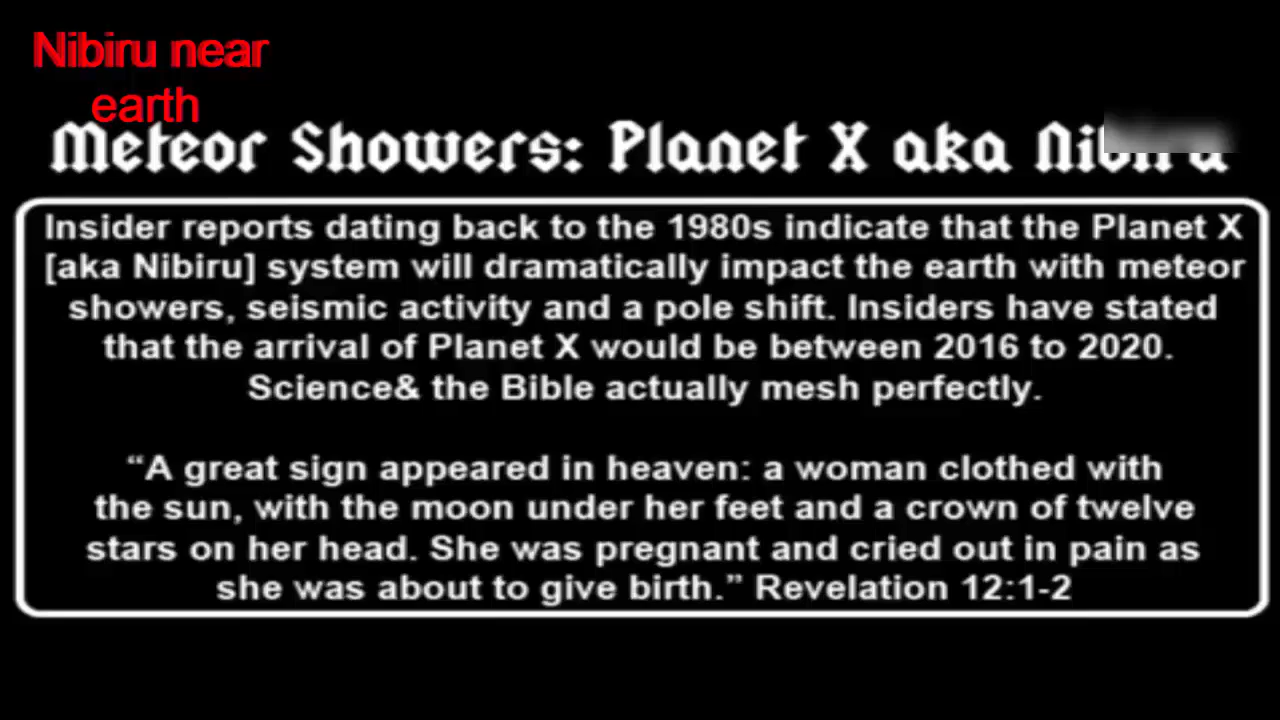 Nibiru near
earth
Meteor Showers: Planet X aka Nibiru
Insider reports dating back to the 1980s indicate that the Planet X
[aka Nibiru] system will dramatically impact the earth with meteor
showers, seismic activity and a pole shift. Insiders have stated
that the arrival of Planet X would be between 2016 to 2020.
Science& the Bible actually mesh perfectly.
“A great sign appeared in heaven: a woman clothed with
the sun, with the moon under her feet and a crown of twelve
stars on her head. She was pregnant and cried out in pain as
she was about to give birth.” Revelation 12:1-2